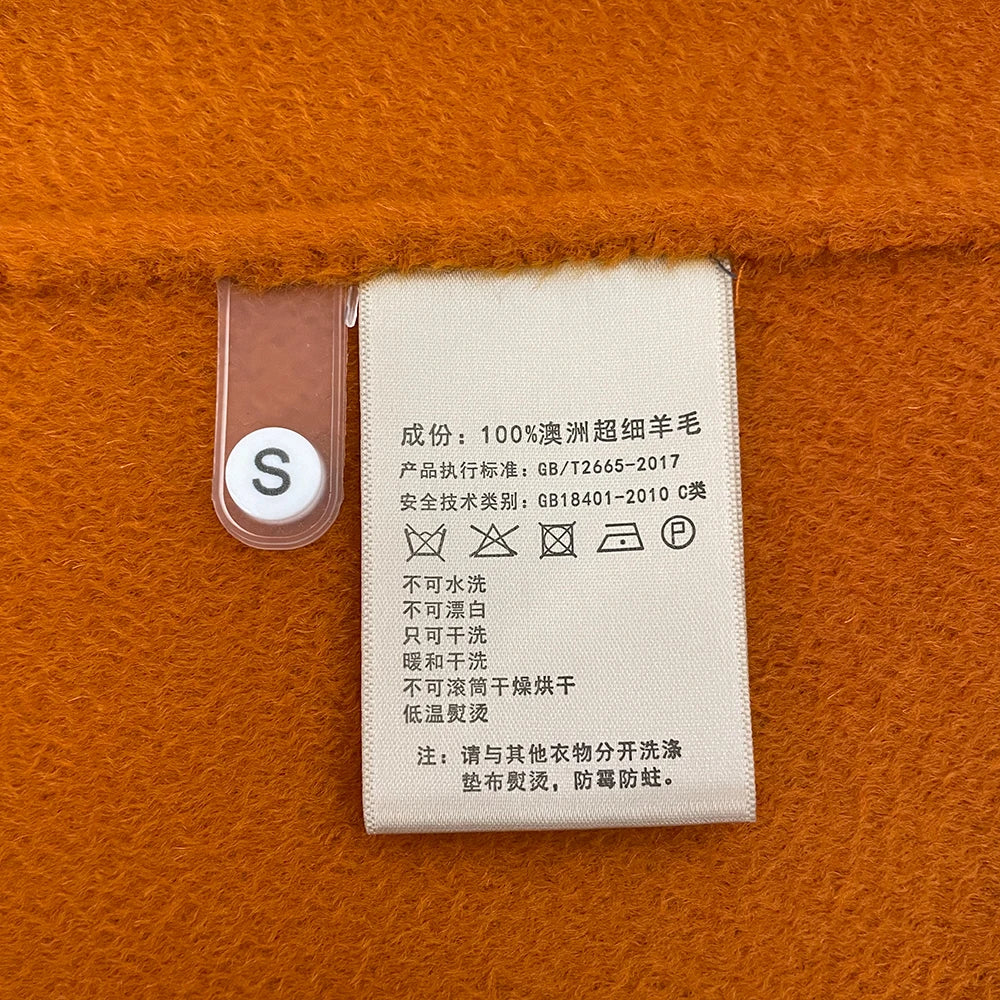 S
成份：100%澳洲超细羊毛
产品执行标准：GB/T2665-2017
安全技术类别：GB18401-2010 C类
P
不可水洗
不可漂白
只可干洗
暖和干洗
不可滚筒干燥烘干
低温熨烫
注：请与其他衣物分开洗涤
垫布熨烫，防霉防蛀。